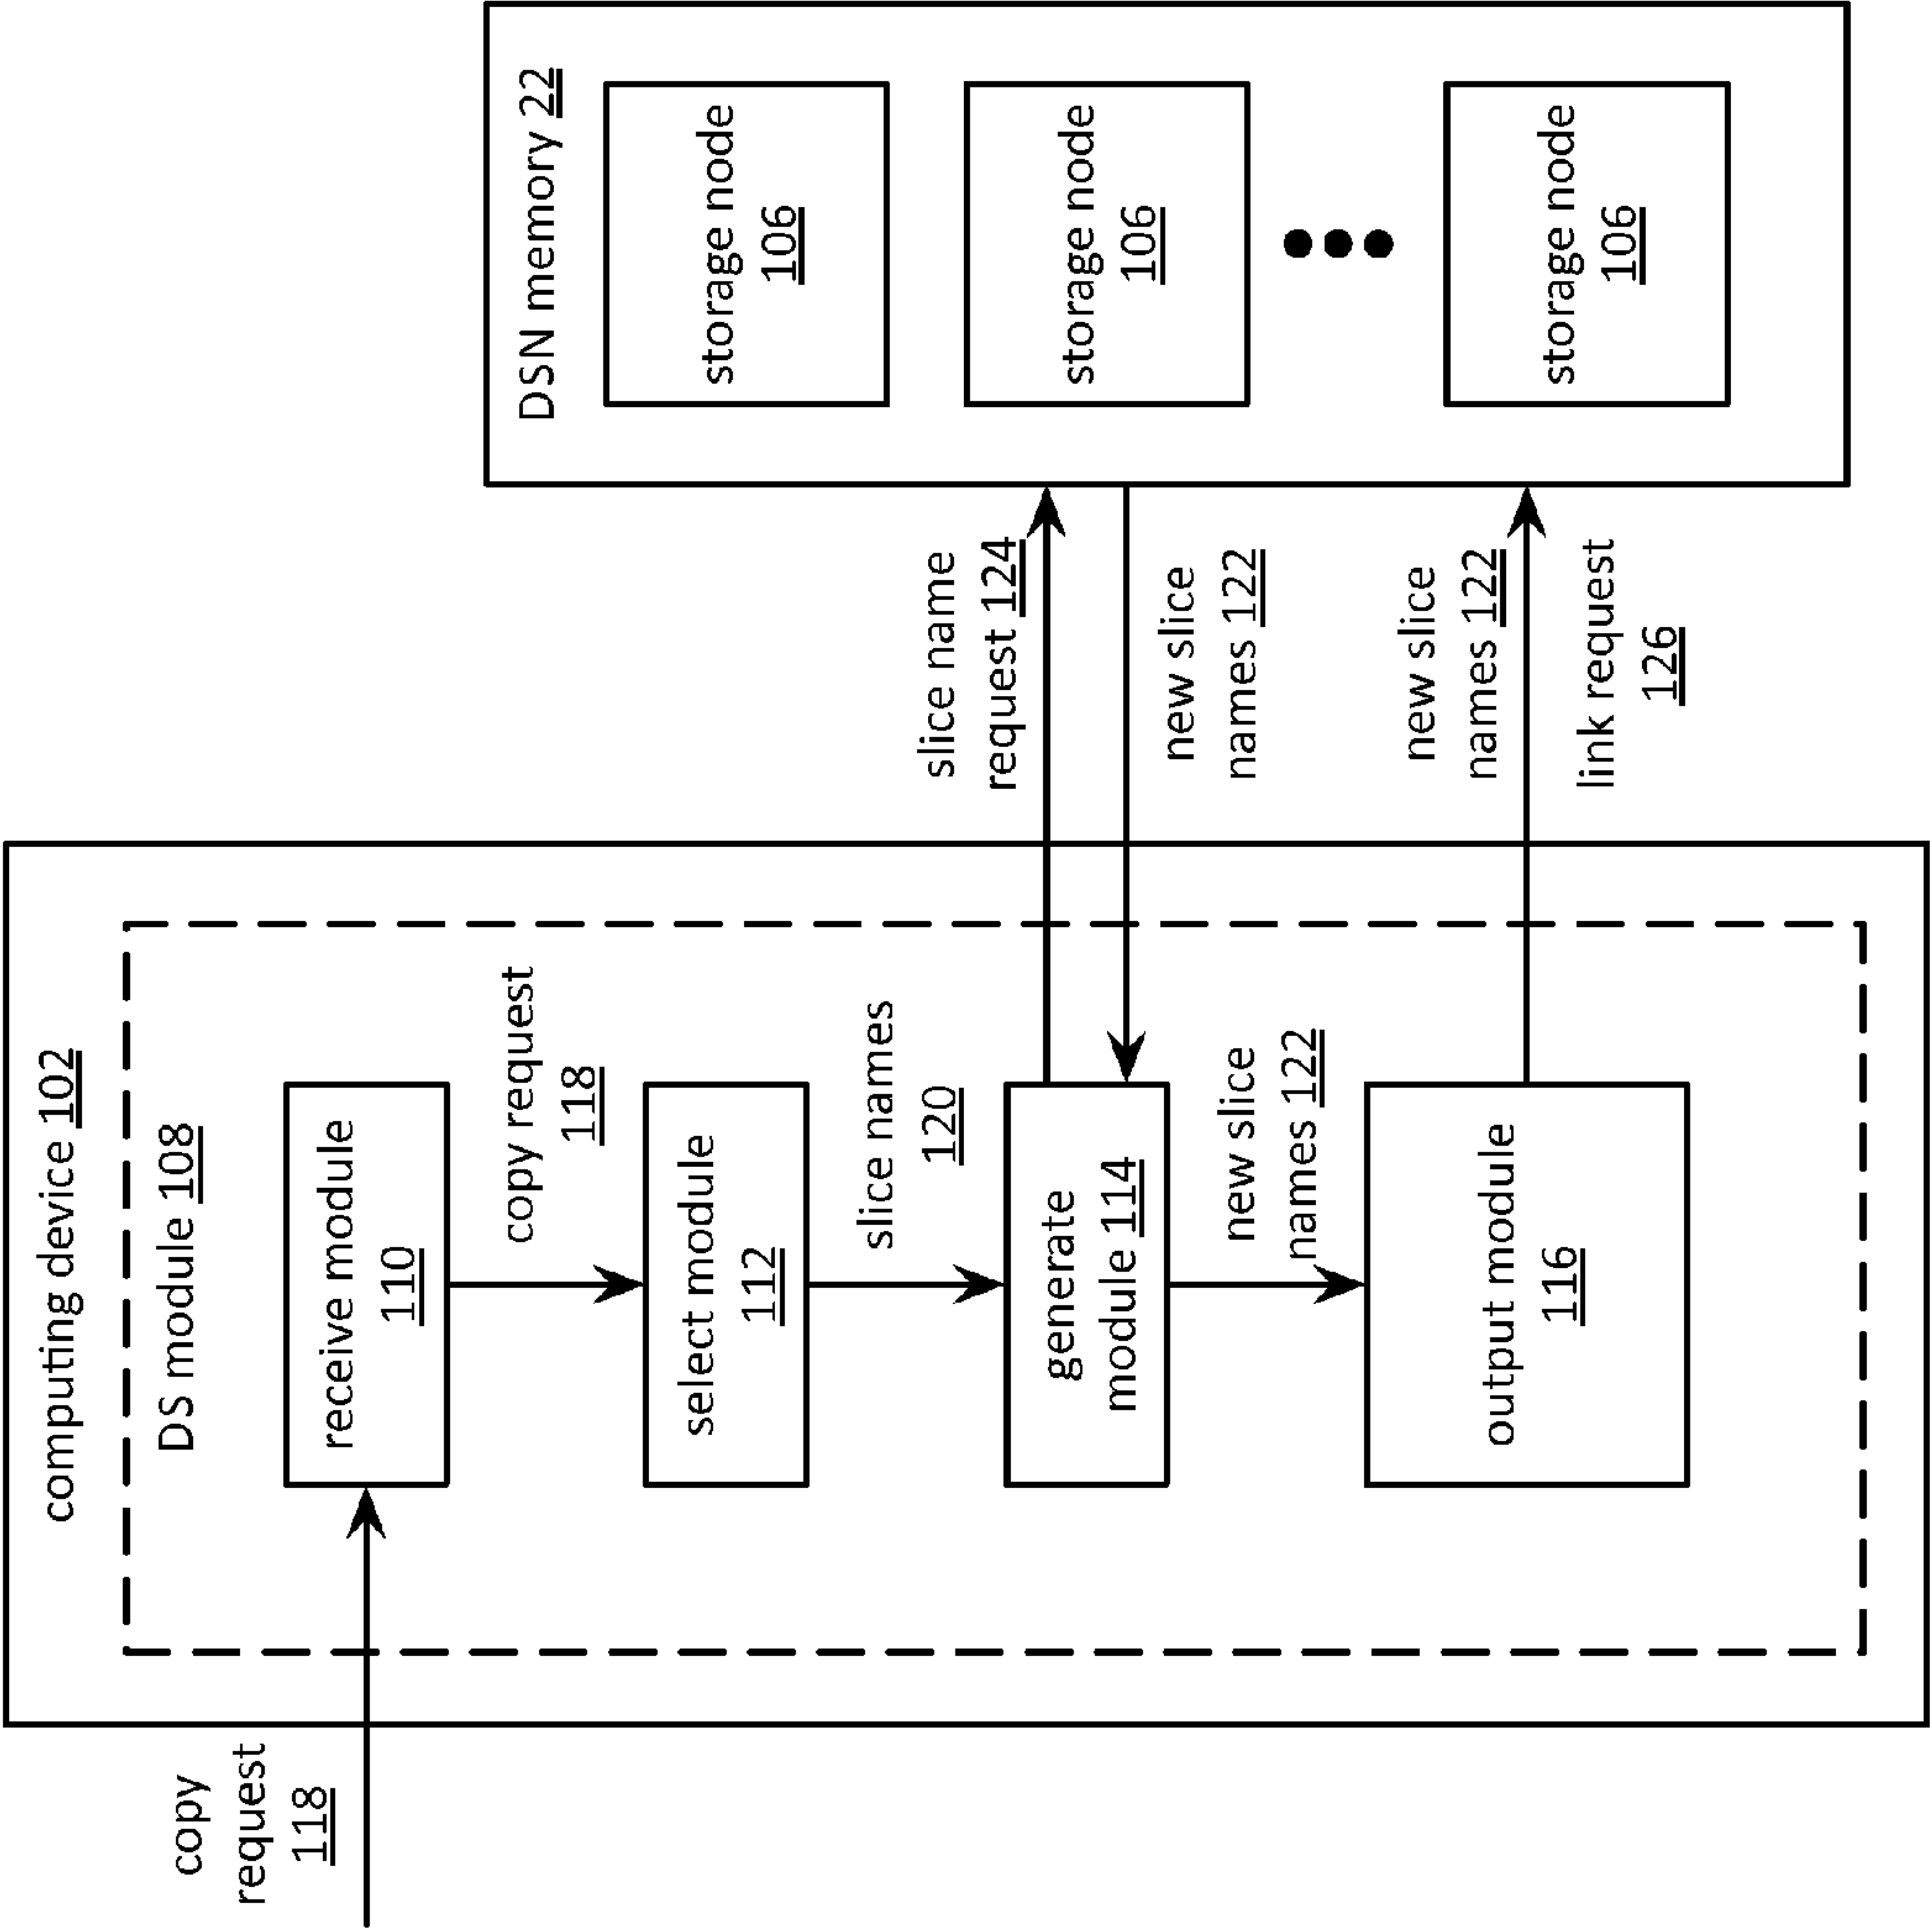 computing device 102
DS module 108
copy
request
118
receive module
110
copy request
118
select module
112
slice names
120
generate
module 114
new slice
names 122
output module
116
slice name
request 124
new slice
names 122
new slice
names 122
link request
126
DSN memory 22
storage node
106
storage node
106
storage node
106